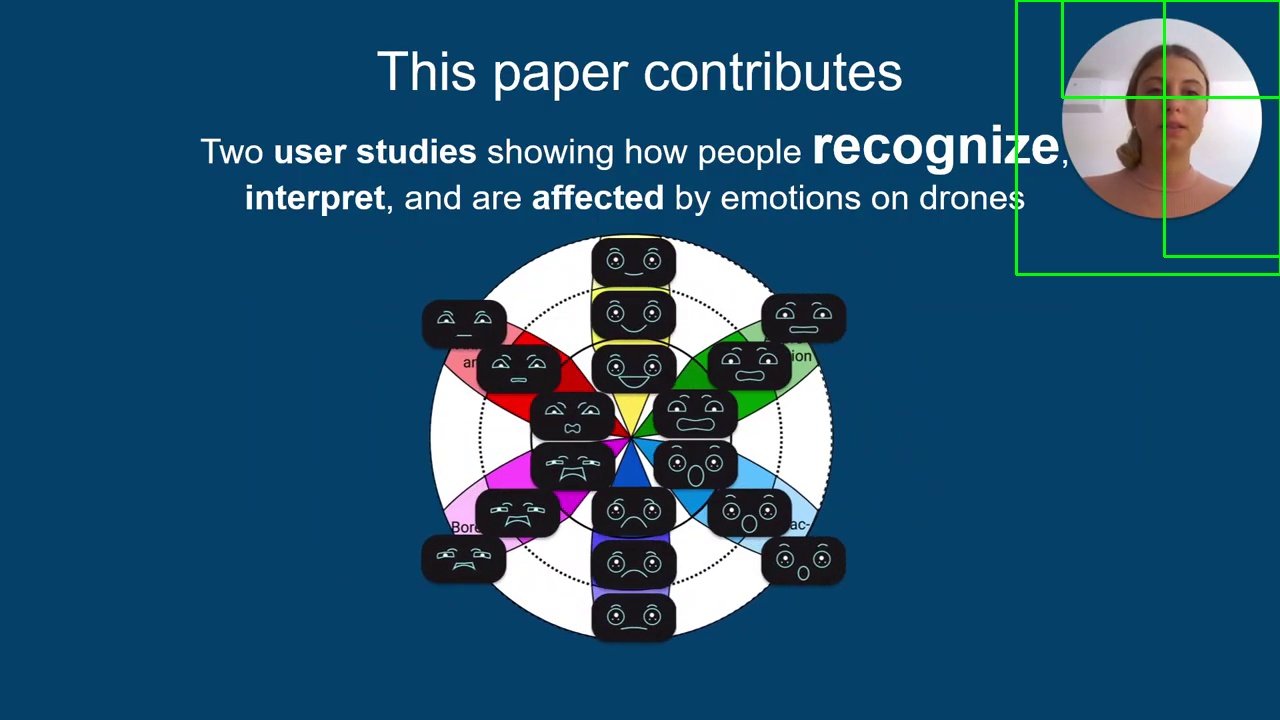 This paper contributes
Two user studies showing how people recognize,
interpret, and are affected by emotions on drones
an
ion
Bore
ac-